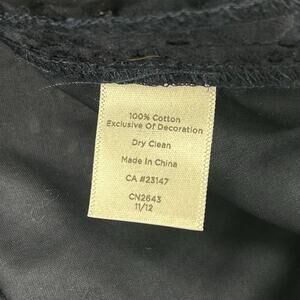 100% Cotton
Exclusive Of Decoration
Dry Clean
Made In China
CA #23147
CN2643
11/12